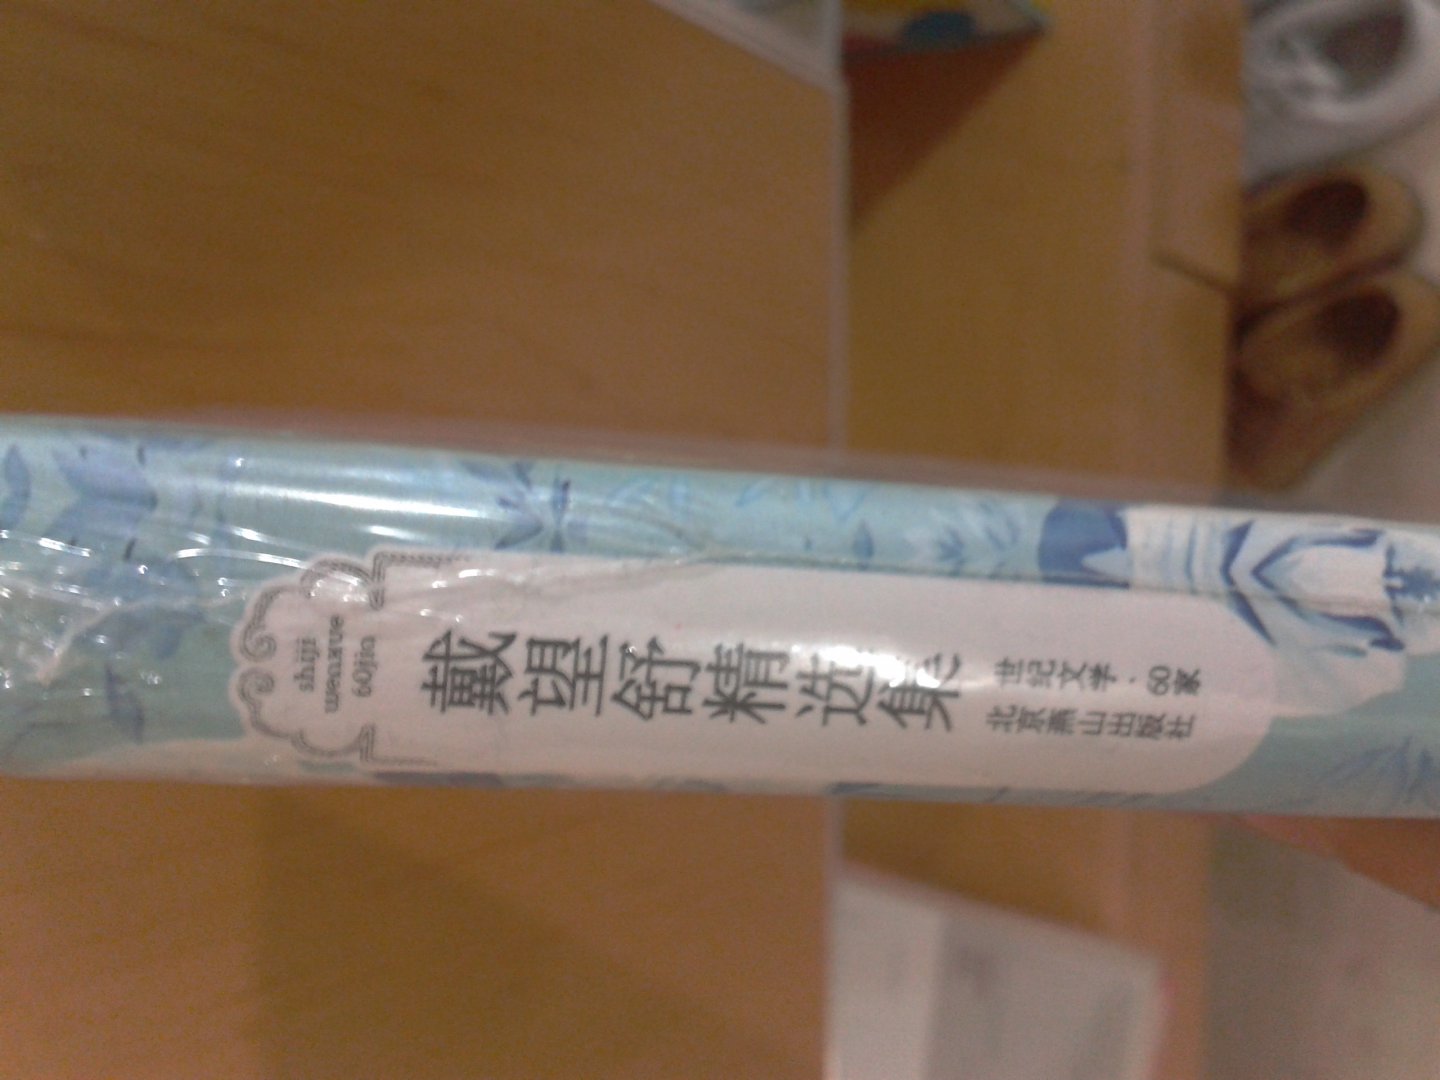 shiji
wenxue
60jia
戴望舒精选集
世纪文学·60家
北京燕山出版社